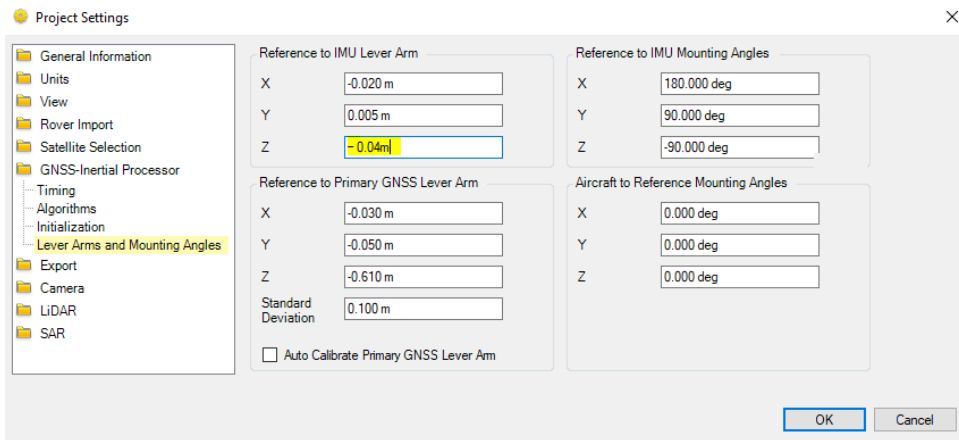 Project Settings
General Information
Units
View
Rover Import
Satellite Selection
GNSS-Inertial Processor
Timing
Algorithms
Initialization
Lever Arms and Mounting Angles
Export
Camera
LiDAR
SAR
Reference to IMU Lever Arm
X -0.020 m
Y 0.005 m
Z - 0.04m
Reference to IMU Mounting Angles
X 180.000 deg
Y 90.000 deg
Z -90.000 deg
Reference to Primary GNSS Lever Arm
X -0.030 m
Y -0.050 m
Z -0.610 m
Standard
Deviation 0.100 m
Auto Calibrate Primary GNSS Lever Arm
Aircraft to Reference Mounting Angles
X 0.000 deg
Y 0.000 deg
Z 0.000 deg
OK Cancel